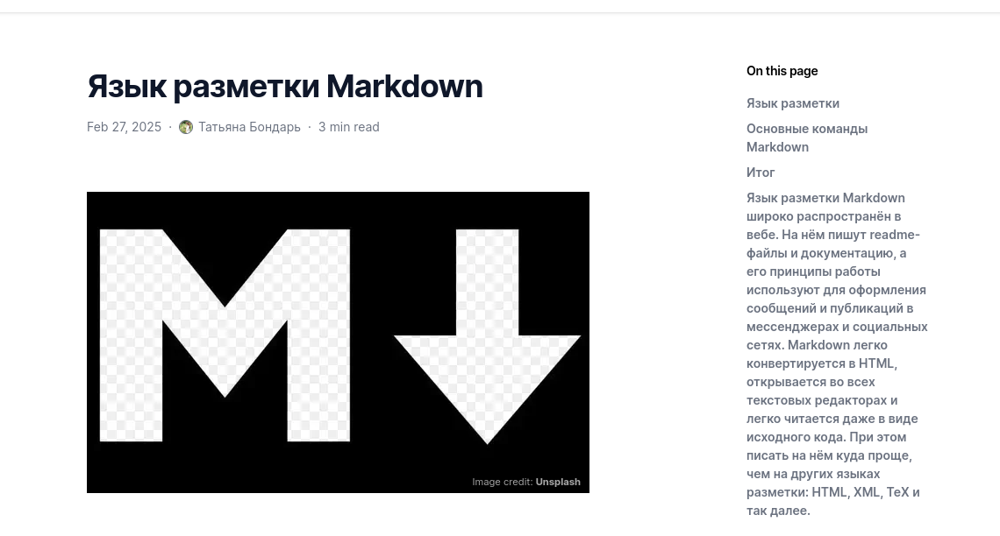 Язык разметки Markdown
Feb 27, 2025 · Татьяна Бондарь · 3 min read
M
Image credit: Unsplash
On this page
Язык разметки
Основные команды
Markdown
Итог
Язык разметки Markdown
широко распространён в
вебе. На нём пишут readme-
файлы и документацию, а
его принципы работы
используют для оформления
сообщений и публикаций в
мессенджерах и социальных
сетях. Markdown легко
конвертируется в HTML,
открывается во всех
текстовых редакторах и
легко читается даже в виде
исходного кода. При этом
писать на нём куда проще,
чем на других языках
разметки: HTML, XML, TeX и
так далее.